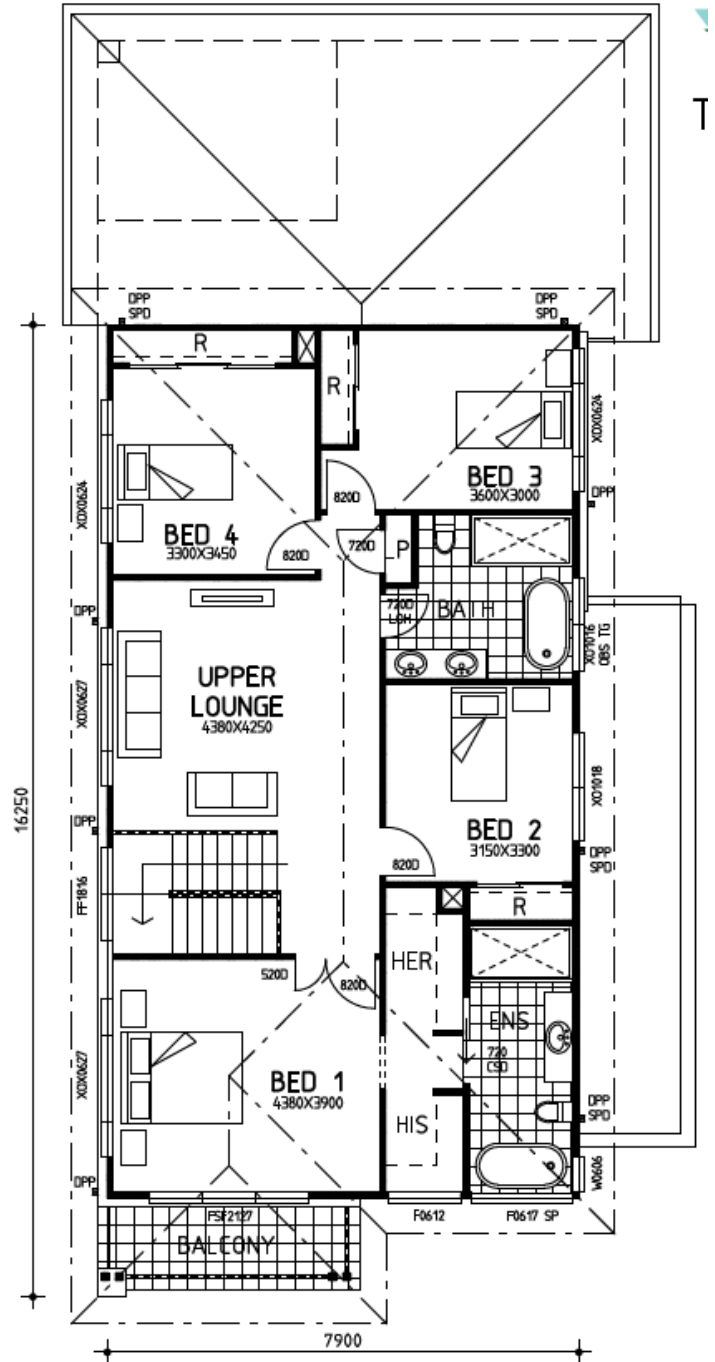 T
DPP
SPD
DPP
SPD
R
R
XOX0624
BED 3
3600X3000
820D
DPP
XOX0624
BED 4
3300X3450
820D
720D
P
720D
LOH
BATH
XO1016
OBS TG
DPP
UPPER
LOUNGE
4380X4250
XOX0627
XO1018
BED 2
3150X3300
820D
DPP
SPD
DPP
16250
FF1816
R
HER
520D
820D
ENS
720
CSD
XOX0627
BED 1
4380X3900
HIS
DPP
SPD
DPP
W0606
F0612
F0617 SP
BALCONY
7900